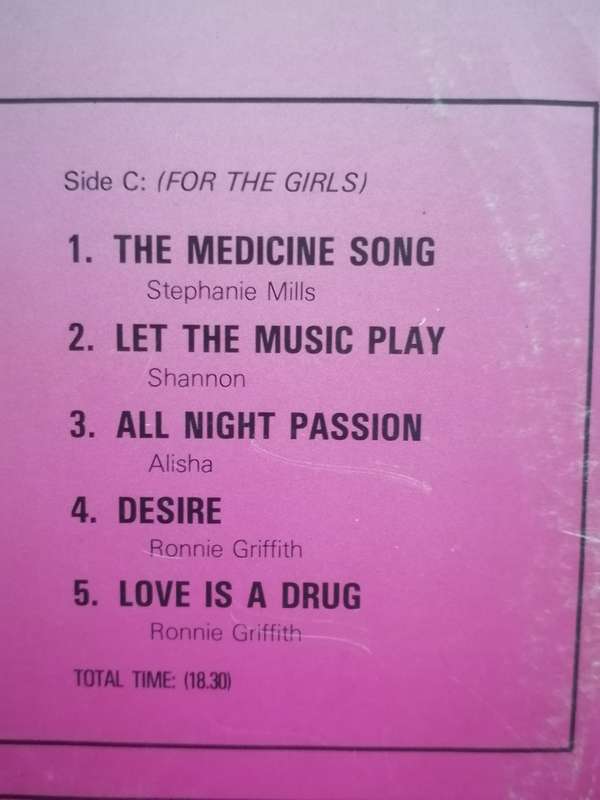 Side C: (FOR THE GIRLS)
1. THE MEDICINE SONG
Stephanie Mills
2. LET THE MUSIC PLAY
Shannon
3. ALL NIGHT PASSION
Alisha
4. DESIRE
Ronnie Griffith
5. LOVE IS A DRUG
Ronnie Griffith
TOTAL TIME: (18.30)